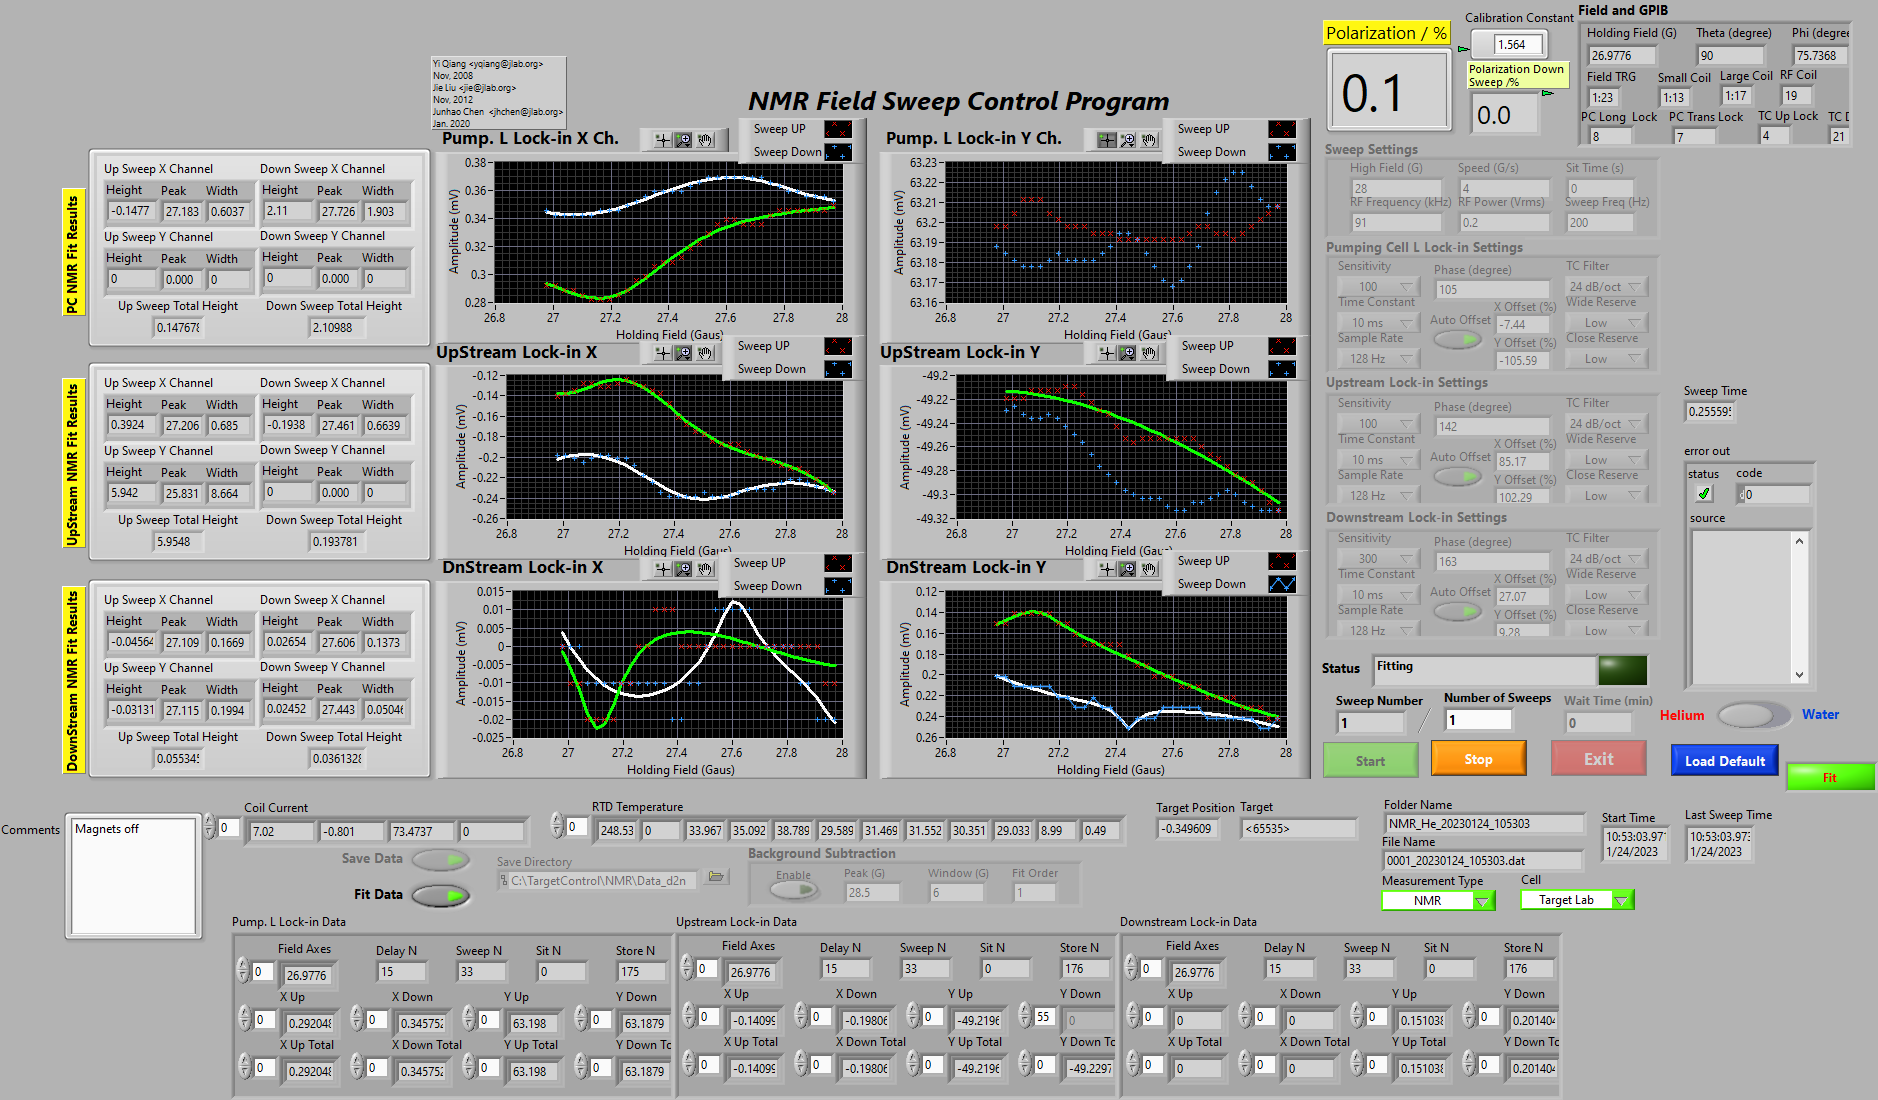 Yi Qiang <yqiang@jlab.org>
Nov, 2008
Jie Liu <jie@jlab.org>
Nov, 2012
Junhao Chen <jhchen@jlab.org>
Jan. 2020
NMR Field Sweep Control Program
Polarization / %
0.1
Calibration Constant
1.564
Polarization Down
Sweep /%
0.0
Field and GPIB
Holding Field (G) Theta (degree) Phi (degree
26.9776 90 75.7368
Field TRG Small Coil Large Coil RF Coil
1:23 1:13 1:17 19
PC Long Lock PC Trans Lock TC Up Lock TC D
8 7 4 21
PC NMR Fit Results
Up Sweep X Channel Down Sweep X Channel
Height Peak Width Height Peak Width
-0.1477 27.183 0.6037 2.11 27.726 1.903
Up Sweep Y Channel Down Sweep Y Channel
Height Peak Width Height Peak Width
0 0.000 0 0 0.000 0
Up Sweep Total Height Down Sweep Total Height
0.147678 2.10988
Pump. L Lock-in X Ch.
Sweep UP
Sweep Down
Amplitude (mV)
0.38
0.36
0.34
0.32
0.3
0.28
26.8 27 27.2 27.4 27.6 27.8 28
Holding Field (Gaus)
Pump. L Lock-in Y Ch.
Sweep UP
Sweep Down
Amplitude (mV)
63.23
63.22
63.21
63.2
63.19
63.18
63.17
63.16
26.8 27 27.2 27.4 27.6 27.8 28
Holding Field (Gaus)
Sweep Settings
High Field (G) Speed (G/s) Sit Time (s)
28 4 0
RF Frequency (kHz) RF Power (Vrms) Sweep Freq (Hz)
91 0.2 200
Pumping Cell L Lock-in Settings
Sensitivity Phase (degree) TC Filter
100 105 24 dB/oct
Time Constant X Offset (%) Wide Reserve
10 ms Auto Offset -7.44 Low
Sample Rate Y Offset (%) Close Reserve
128 Hz -105.59 Low
UpStream NMR Fit Results
Up Sweep X Channel Down Sweep X Channel
Height Peak Width Height Peak Width
0.3924 27.206 0.685 -0.1938 27.461 0.6639
Up Sweep Y Channel Down Sweep Y Channel
Height Peak Width Height Peak Width
5.942 25.831 8.664 0 0.000 0
Up Sweep Total Height Down Sweep Total Height
5.9548 0.193781
UpStream Lock-in X
Sweep UP
Sweep Down
Amplitude (mV)
-0.12
-0.14
-0.16
-0.18
-0.2
-0.22
-0.24
-0.26
26.8 27 27.2 27.4 27.6 27.8 28
Holding Field (Gaus)
UpStream Lock-in Y
Sweep UP
Sweep Down
Amplitude (mV)
-49.2
-49.22
-49.24
-49.26
-49.28
-49.3
-49.32
26.8 27 27.2 27.4 27.6 27.8 28
Holding Field (Gaus)
Upstream Lock-in Settings
Sensitivity Phase (degree) TC Filter
100 142 24 dB/oct
Time Constant X Offset (%) Wide Reserve
10 ms Auto Offset 85.17 Low
Sample Rate Y Offset (%) Close Reserve
128 Hz 102.29 Low
Sweep Time
0.25559
error out
status code
0
source
DownStream NMR Fit Results
Up Sweep X Channel Down Sweep X Channel
Height Peak Width Height Peak Width
-0.04564 27.109 0.1669 0.02654 27.606 0.1373
Up Sweep Y Channel Down Sweep Y Channel
Height Peak Width Height Peak Width
-0.03131 27.115 0.1994 0.02452 27.443 0.05046
Up Sweep Total Height Down Sweep Total Height
0.05534 0.0361328
DnStream Lock-in X
Sweep UP
Sweep Down
Amplitude (mV)
0.015
0.01
0.005
0
-0.005
-0.01
-0.015
-0.02
-0.025
26.8 27 27.2 27.4 27.6 27.8 28
Holding Field (Gaus)
DnStream Lock-in Y
Sweep UP
Sweep Down
Amplitude (mV)
0.12
0.14
0.16
0.18
0.2
0.22
0.24
0.26
26.8 27 27.2 27.4 27.6 27.8 28
Holding Field (Gaus)
Downstream Lock-in Settings
Sensitivity Phase (degree) TC Filter
300 163 24 dB/oct
Time Constant X Offset (%) Wide Reserve
10 ms Auto Offset 27.07 Low
Sample Rate Y Offset (%) Close Reserve
128 Hz 9.28 Low
Status Fitting
Sweep Number Number of Sweeps Wait Time (min)
1 / 1 0
Helium Water
Start Stop Exit Load Default Fit
Comments
Magnets off
Coil Current
0 7.02 -0.801 73.4737 0
RTD Temperature
0 248.53 0 33.967 35.092 38.789 29.589 31.469 31.552 30.351 29.033 8.99 0.49
Target Position Target
-0.349609 <65535>
Folder Name
NMR_He_20230124_105303
File Name
0001_20230124_105303.dat
Start Time
10:53:03.97
1/24/2023
Last Sweep Time
10:53:03.97
1/24/2023
Measurement Type Cell
NMR Target Lab
Save Data
Fit Data
Save Directory
C:\TargetControl\NMR\Data_d2n
Background Subtraction
Enable Peak (G) Window (G) Fit Order
28.5 6 1
Pump. L Lock-in Data
Field Axes Delay N Sweep N Sit N Store N
0 26.9776 15 33 0 175
X Up X Down Y Up Y Down
0 0.292048 0 0.345752 0 63.198 0 63.1879
X Up Total X Down Total Y Up Total Y Down To
0 0.292048 0 0.345752 0 63.198 0 63.1879
Upstream Lock-in Data
Field Axes Delay N Sweep N Sit N Store N
0 26.9776 15 33 0 176
X Up X Down Y Up Y Down
0 -0.14099 0 -0.19806 0 -49.2196 55 0
X Up Total X Down Total Y Up Total Y Down To
0 -0.14099 0 -0.19806 0 -49.2196 0 -49.2297
Downstream Lock-in Data
Field Axes Delay N Sweep N Sit N Store N
0 26.9776 15 33 0 176
X Up X Down Y Up Y Down
0 0 0 0 0 0.151038 0 0.201404
X Up Total X Down Total Y Up Total Y Down To
0 0 0 0 0 0.151038 0 0.201404